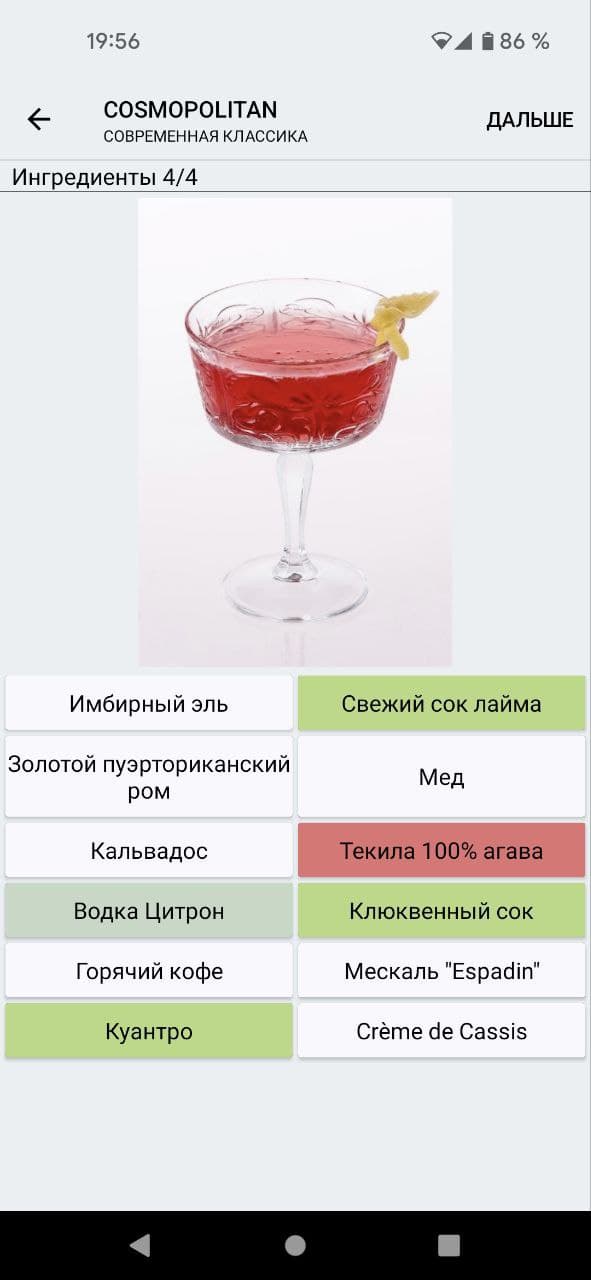 19:56
86 %
COSMOPOLITAN
СОВРЕМЕННАЯ КЛАССИКА
ДАЛЬШЕ
Ингредиенты 4/4
Имбирный эль
Свежий сок лайма
Золотой пуэрториканский
ром
Мед
Кальвадос
Текила 100% агава
Водка Цитрон
Клюквенный сок
Горячий кофе
Мескаль "Espadin"
Куантро
Crème de Cassis